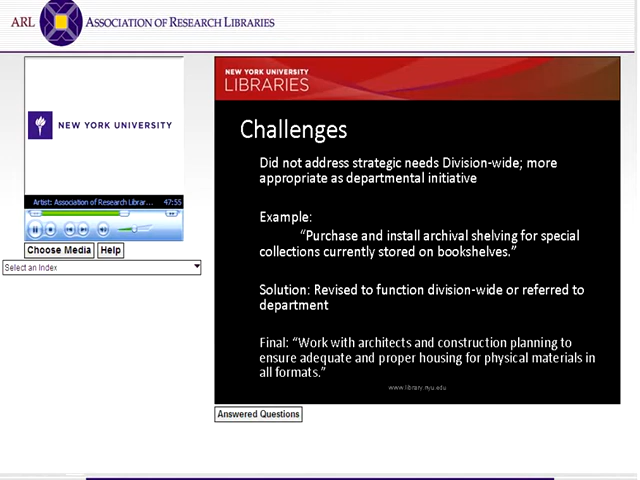 ARL ASSOCIATION OF RESEARCH LIBRARIES
NEW YORK UNIVERSITY
Artist: Association of Research Librar... 47:55
Choose Media Help
Select an Index
NEW YORK UNIVERSITY
LIBRARIES
Challenges
Did not address strategic needs Division-wide; more
appropriate as departmental initiative
Example:
“Purchase and install archival shelving for special
collections currently stored on bookshelves.”
Solution: Revised to function division-wide or referred to
department
Final: “Work with architects and construction planning to
ensure adequate and proper housing for physical materials in
all formats.”
www.library.nyu.edu
Answered Questions